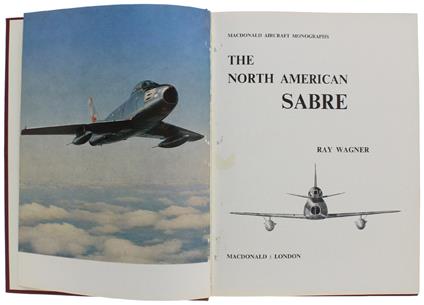 MACDONALD AIRCRAFT MONOGRAPHS
THE
NORTH AMERICAN
SABRE
RAY WAGNER
MACDONALD : LONDON